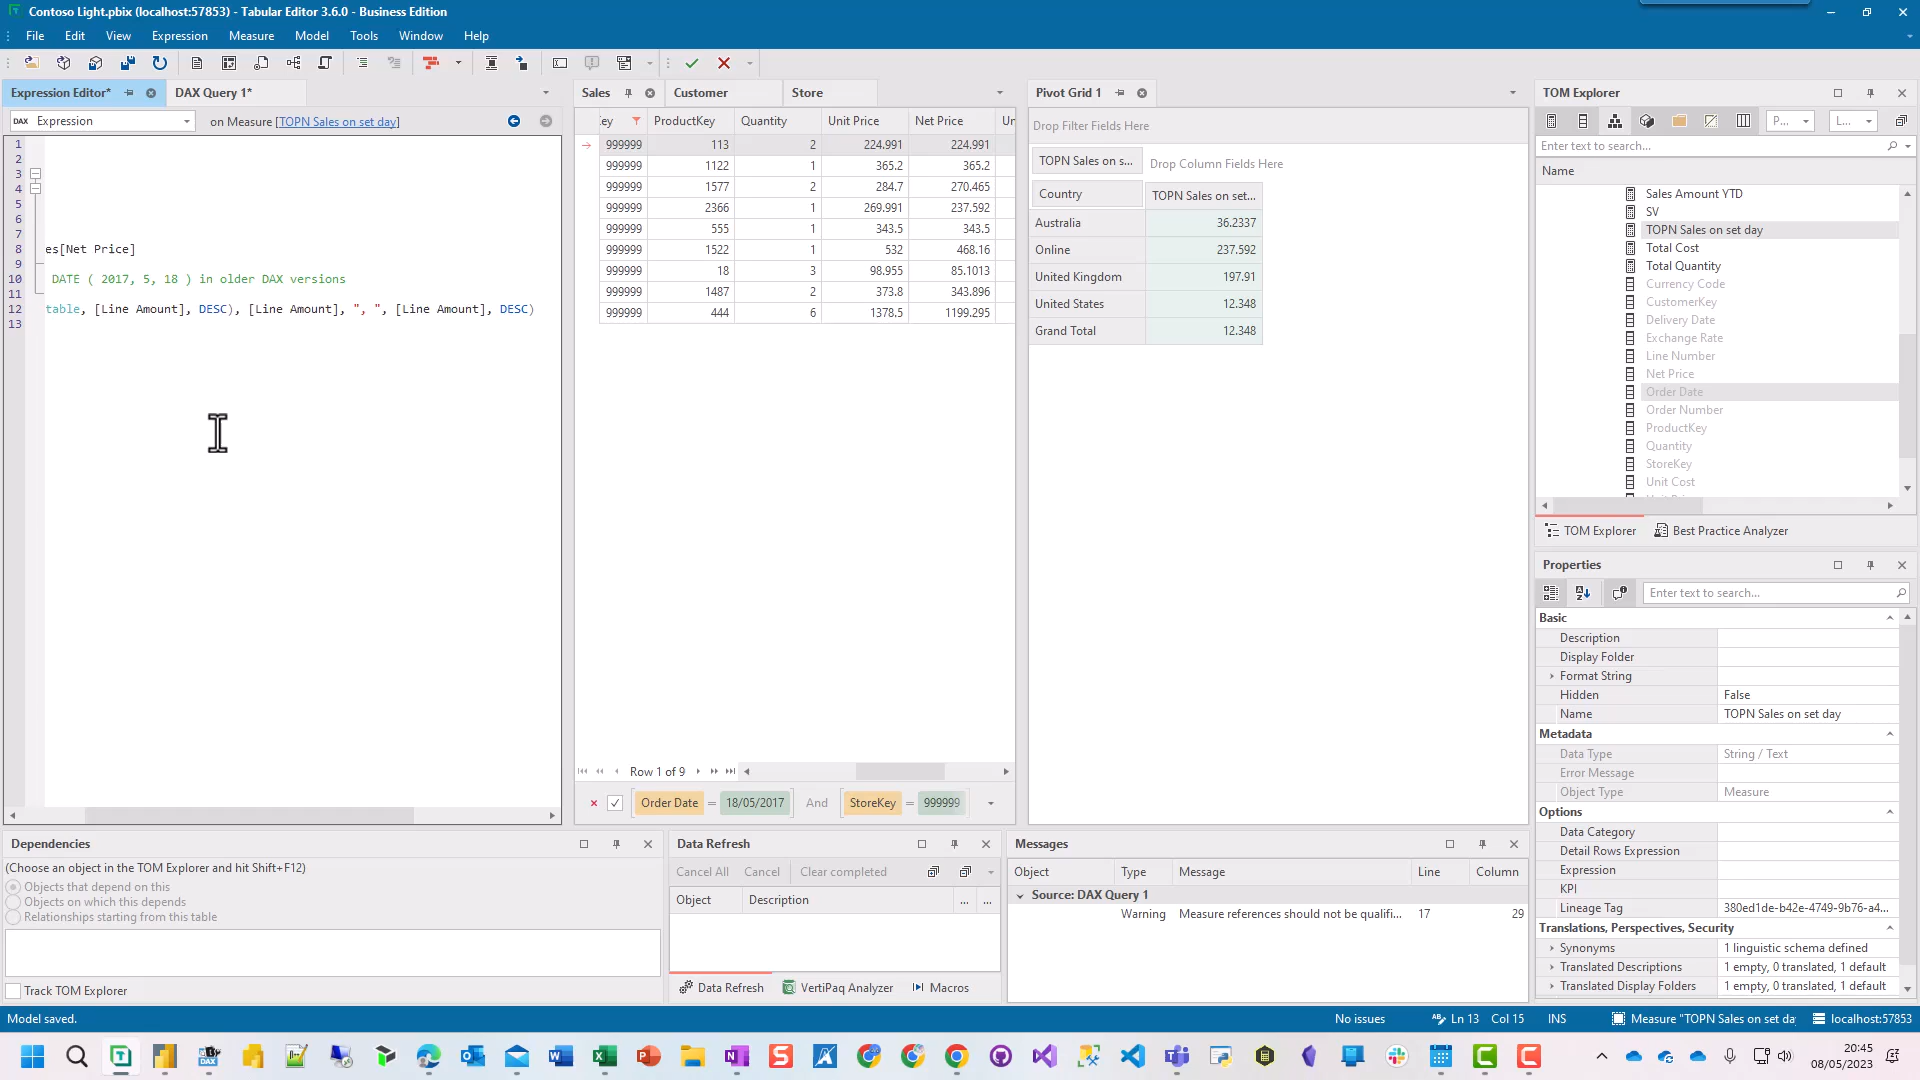 Contoso Light.pbix (localhost:57853) - Tabular Editor 3.6.0 - Business Edition
File Edit View Expression Measure Model Tools Window Help
Expression Editor* DAX Query 1*
DAX Expression on Measure [TOPN Sales on set day]
1
2
3
4
5
6
7
8 es[Net Price]
9
10 DATE ( 2017, 5, 18 ) in older DAX versions
11
12 table, [Line Amount], DESC), [Line Amount], ", ", [Line Amount], DESC)
13
Sales Customer Store
ey ProductKey Quantity Unit Price Net Price Un
999999 113 2 224.991 224.991
999999 1122 1 365.2 365.2
999999 1577 2 284.7 270.465
999999 2366 1 269.991 237.592
999999 555 1 343.5 343.5
999999 1522 1 532 468.16
999999 18 3 98.955 85.1013
999999 1487 2 373.8 343.896
999999 444 6 1378.5 1199.295
Row 1 of 9
Order Date = 18/05/2017 And StoreKey = 999999
Pivot Grid 1
Drop Filter Fields Here
TOPN Sales on s... Drop Column Fields Here
Country TOPN Sales on set...
Australia 36.2337
Online 237.592
United Kingdom 197.91
United States 12.348
Grand Total 12.348
TOM Explorer
P... L...
Enter text to search...
Name
Sales Amount YTD
SV
TOPN Sales on set day
Total Cost
Total Quantity
Currency Code
CustomerKey
Delivery Date
Exchange Rate
Line Number
Net Price
Order Date
Order Number
ProductKey
Quantity
StoreKey
Unit Cost
TOM Explorer Best Practice Analyzer
Properties
Enter text to search...
Basic
Description
Display Folder
Format String
Hidden False
Name TOPN Sales on set day
Metadata
Data Type String / Text
Error Message
Object Type Measure
Options
Data Category
Detail Rows Expression
Expression
KPI
Lineage Tag 380ed1de-b42e-4749-9b76-a4...
Translations, Perspectives, Security
Synonyms 1 linguistic schema defined
Translated Descriptions 1 empty, 0 translated, 1 default
Translated Display Folders 1 empty, 0 translated, 1 default
Dependencies
(Choose an object in the TOM Explorer and hit Shift+F12)
Objects that depend on this
Objects on which this depends
Relationships starting from this table
Track TOM Explorer
Data Refresh
Cancel All Cancel Clear completed
Object Description ... ...
Data Refresh VertiPaq Analyzer Macros
Messages
Object Type Message Line Column
Source: DAX Query 1
Warning Measure references should not be qualifi... 17 29
Model saved. No issues Ln 13 Col 15 INS Measure "TOPN Sales on set da localhost:57853
20:45
08/05/2023